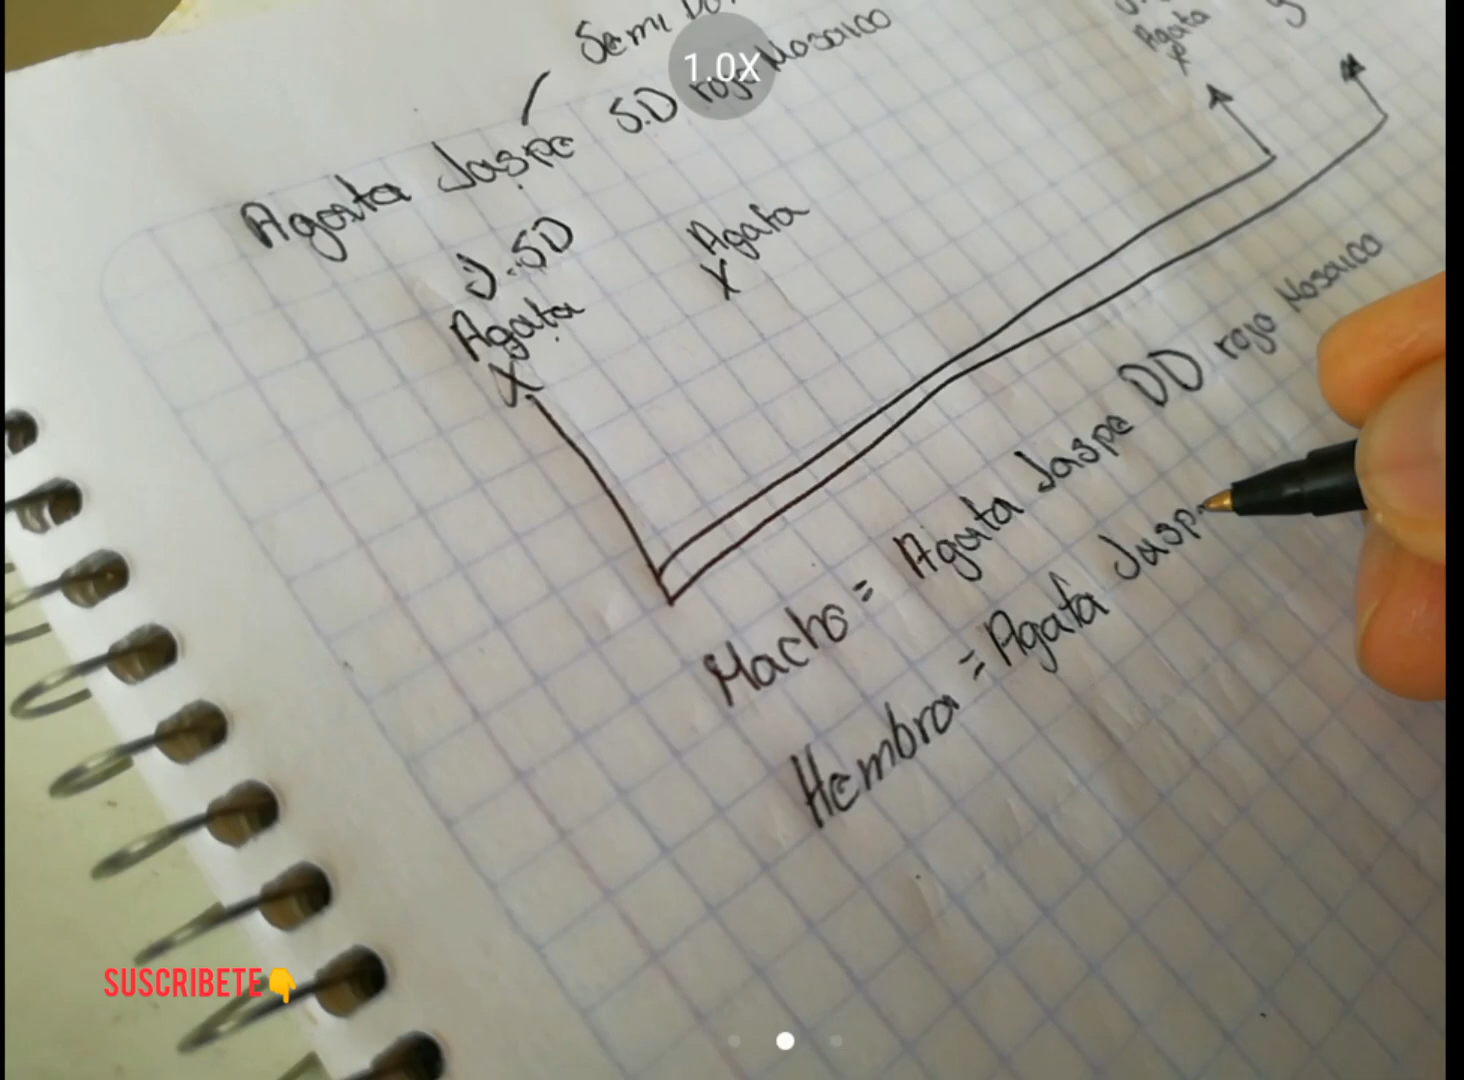 Semi
1.0X
Agata Jaspe S.D rojo Mosaico
J.SD
Agata
X
Agata
X
Agata
X
Macho = Agata Jaspe DD rojo Mosaico
Hembra = Agata Jasp
SUSCRIBETE👇